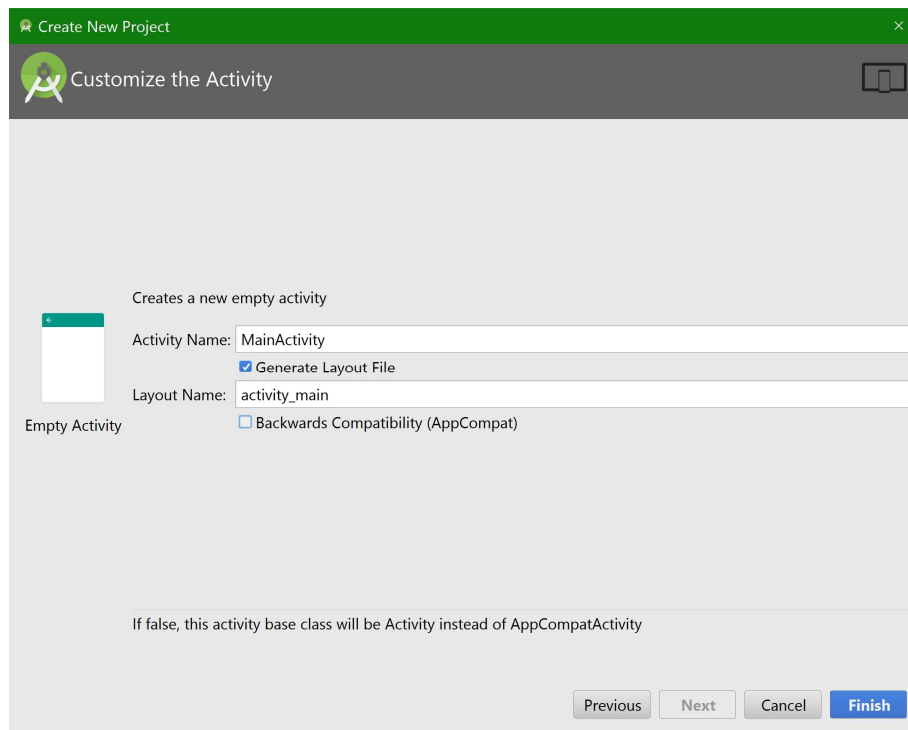 Create New Project
Customize the Activity
Creates a new empty activity
Activity Name: MainActivity
Generate Layout File
Layout Name: activity_main
Empty Activity
Backwards Compatibility (AppCompat)
If false, this activity base class will be Activity instead of AppCompatActivity
Previous Next Cancel Finish